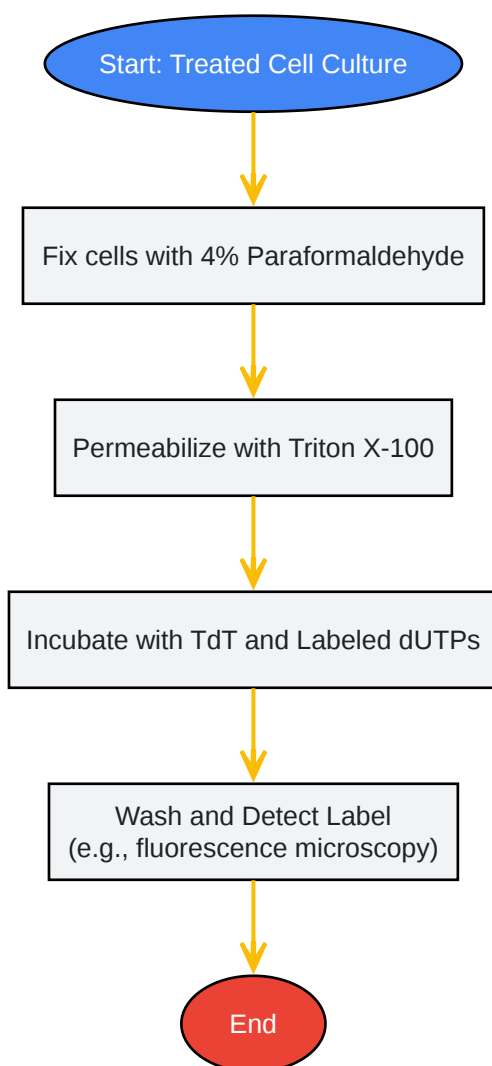 Start: Treated Cell Culture
Fix cells with 4% Paraformaldehyde
Permeabilize with Triton X-100
Incubate with TdT and Labeled dUTPs
Wash and Detect Label
(e.g., fluorescence microscopy)
End